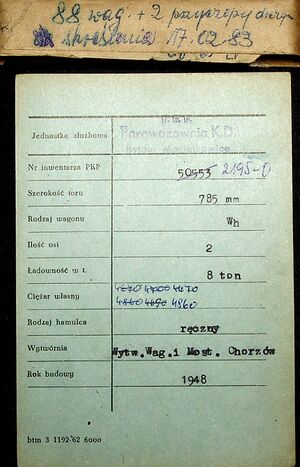 88 wag. + 2 przyczepy
skreślenia 17.02.83
Jednostka służbowa Parowozownia K.D.
Nr inwentarza PKP 50553 2195-0
Szerokość toru 785 mm
Rodzaj wagonu Wh
Ilość osi 2
Ładowność w t. 8 ton
Ciężar własny
4860 4860
Rodzaj hamulca ręczny
Wytwórnia Wytw.Wag.i Most. Chorzów
Rok budowy 1948
btm 3 1192/62 6000